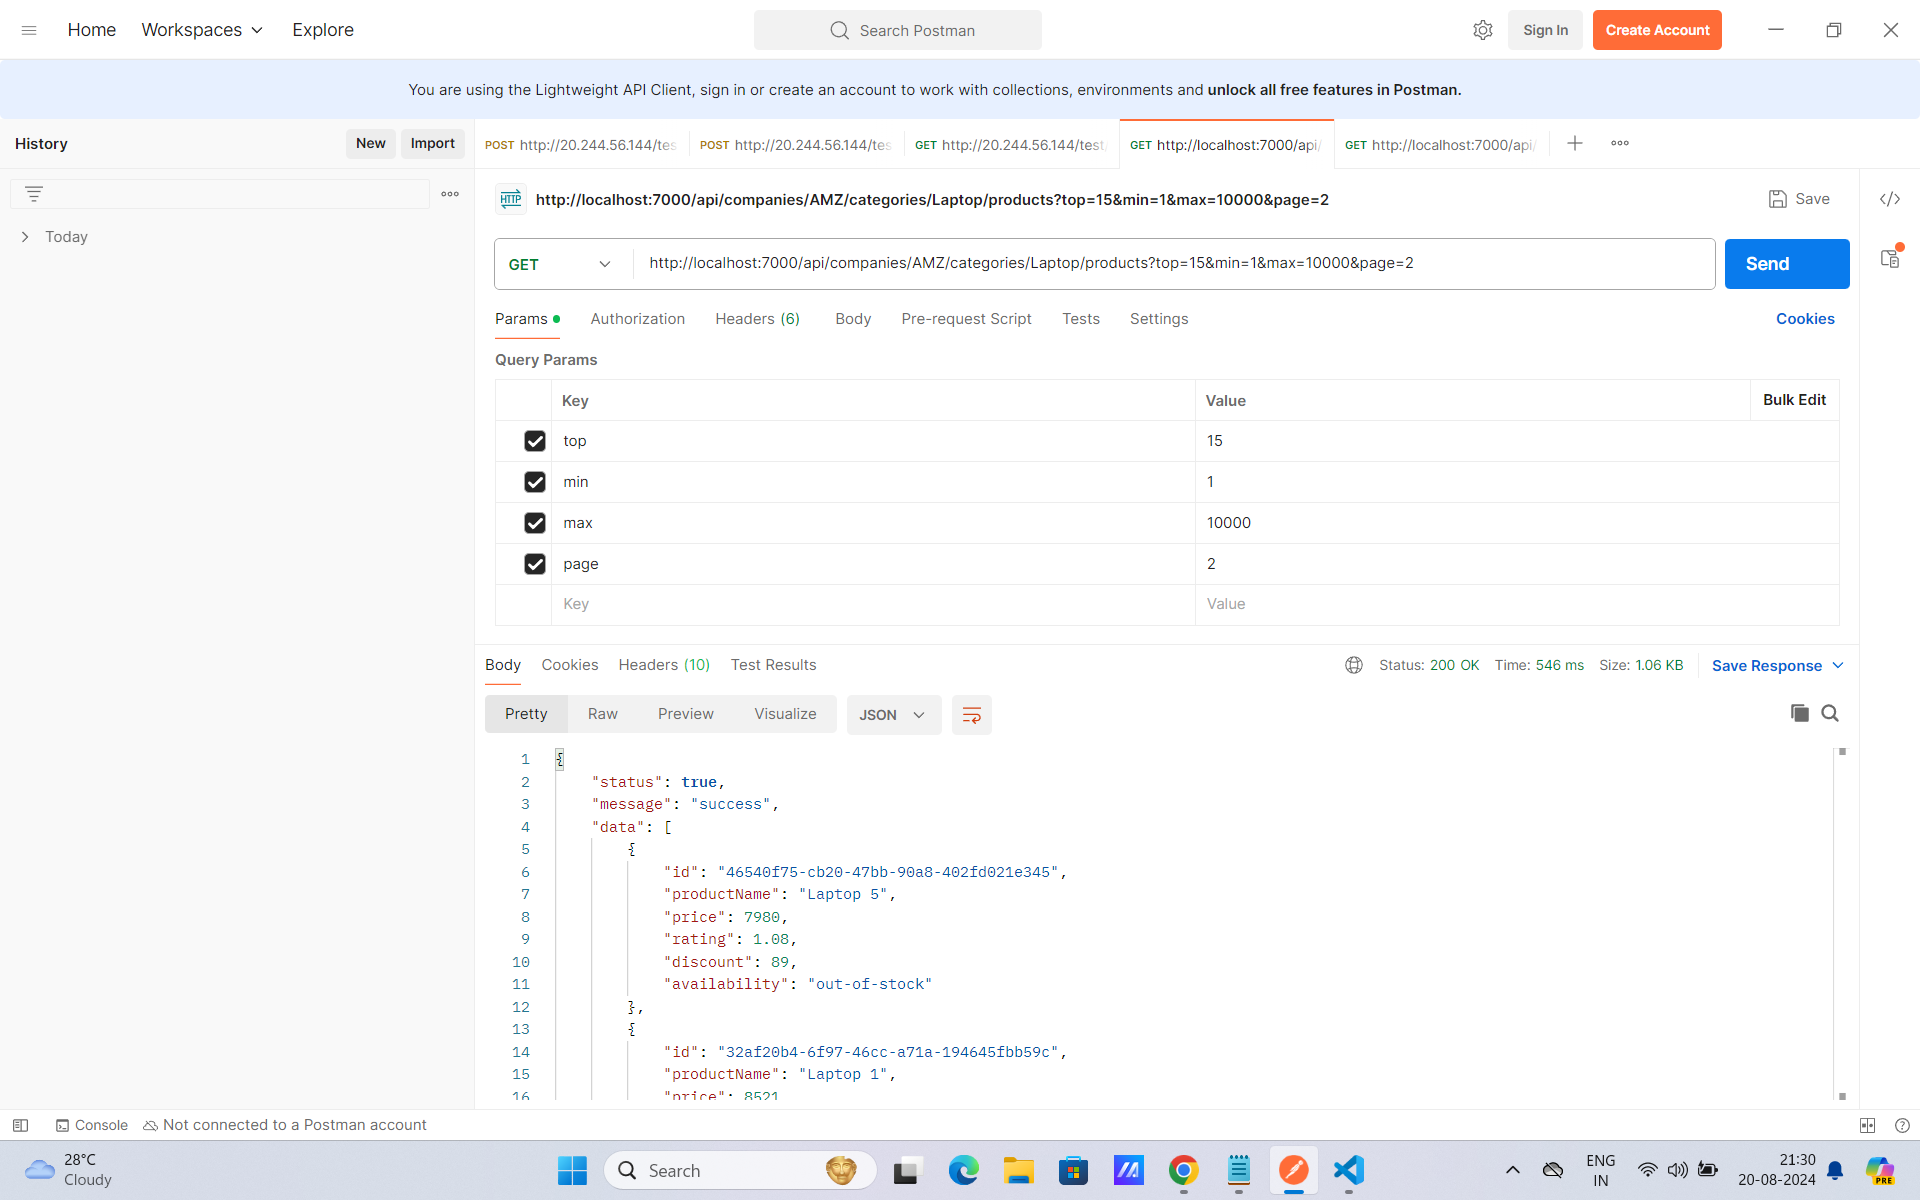 Home Workspaces Explore Search Postman Sign In Create Account
You are using the Lightweight API Client, sign in or create an account to work with collections, environments and unlock all free features in Postman.
History New Import
POST http://20.244.56.144/tes POST http://20.244.56.144/tes GET http://20.244.56.144/test GET http://localhost:7000/api/ GET http://localhost:7000/api/
HTTP http://localhost:7000/api/companies/AMZ/categories/Laptop/products?top=15&min=1&max=10000&page=2 Save
Today
GET http://localhost:7000/api/companies/AMZ/categories/Laptop/products?top=15&min=1&max=10000&page=2 Send
Params Authorization Headers (6) Body Pre-request Script Tests Settings Cookies
Query Params
Key Value Bulk Edit
top 15
min 1
max 10000
page 2
Key Value
Body Cookies Headers (10) Test Results Status: 200 OK Time: 546 ms Size: 1.06 KB Save Response
Pretty Raw Preview Visualize JSON
1 {
2 "status": true,
3 "message": "success",
4 "data": [
5 {
6 "id": "46540f75-cb20-47bb-90a8-402fd021e345",
7 "productName": "Laptop 5",
8 "price": 7980,
9 "rating": 1.08,
10 "discount": 89,
11 "availability": "out-of-stock"
12 },
13 {
14 "id": "32af20b4-6f97-46cc-a71a-194645fbb59c",
15 "productName": "Laptop 1",
16 "price": 8521
Console Not connected to a Postman account
28°C
Cloudy
Search
PRE
ENG
IN
21:30
20-08-2024